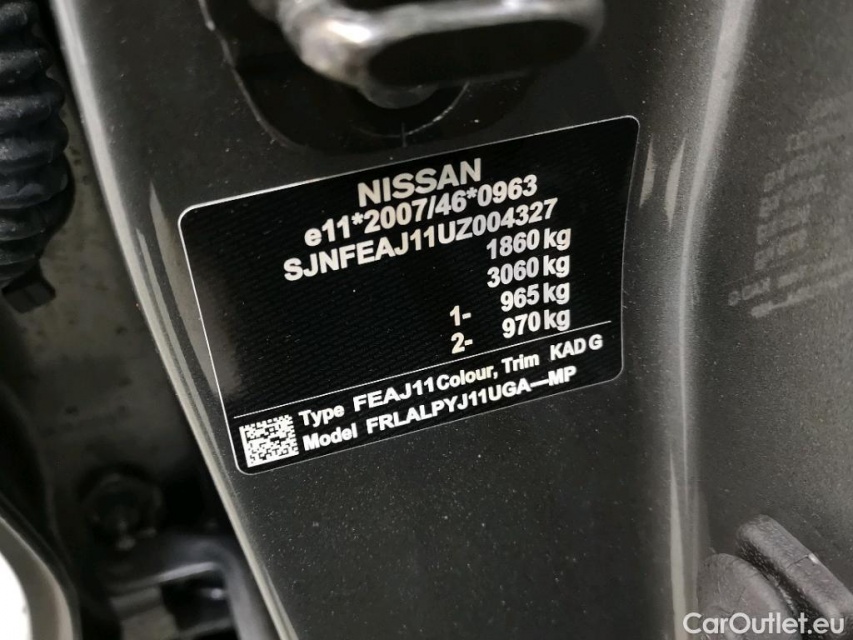 NISSAN
e11*2007/46*0963
SJNFEAJ11UZ004327
1860 kg
3060 kg
1- 965 kg
2- 970 kg
Type FEAJ11 Colour, Trim KAD G
Model FRLALPYJ11UGA—MP
CarOutlet.eu